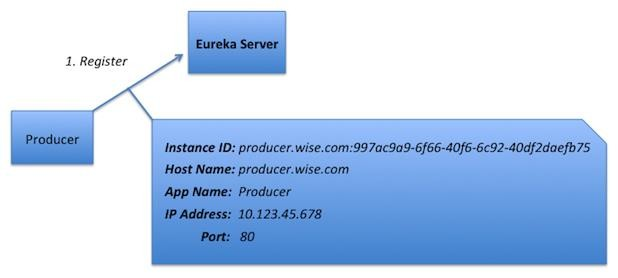 Eureka Server
1. Register
Producer
Instance ID: producer.wise.com:997ac9a9-6f66-40f6-6c92-40df2daefb75
Host Name: producer.wise.com
App Name: Producer
IP Address: 10.123.45.678
Port: 80